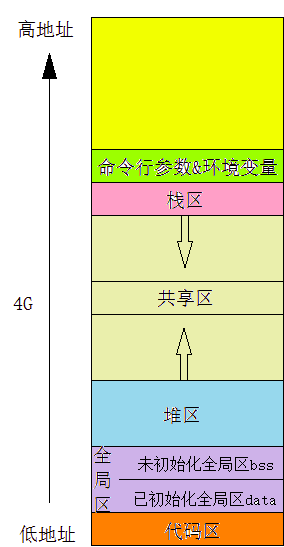 高地址
命令行参数&环境变量
栈区
共享区
4G
堆区
全局区
未初始化全局区bss
已初始化全局区data
代码区
低地址